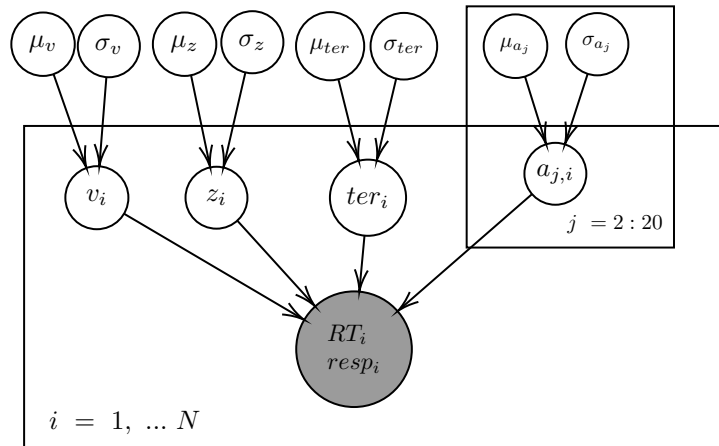 μ_v σ_v μ_z σ_z μ_ter σ_ter μ_{a_j} σ_{a_j}
v_i z_i ter_i a_{j,i}
j = 2 : 20
RT_i
resp_i
i = 1, ... N